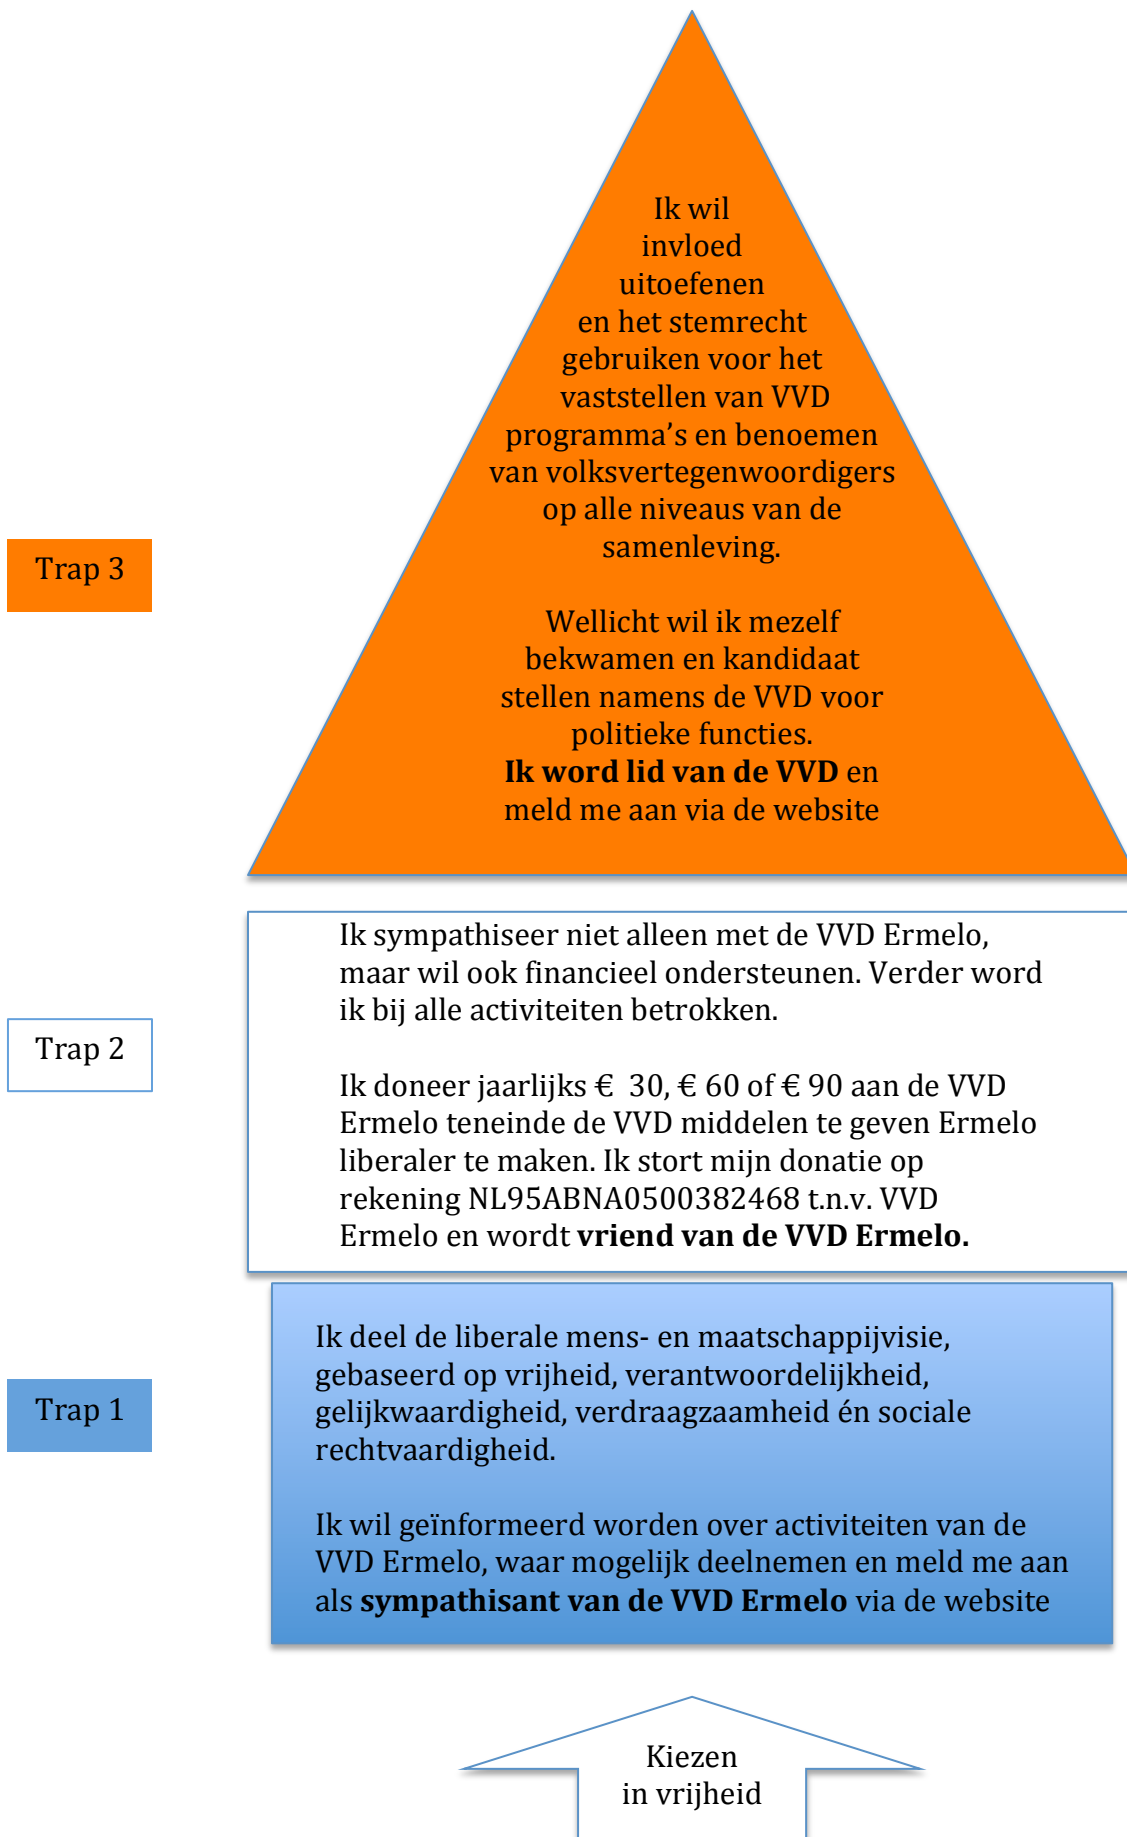 Ik wil
invloed
uitoefenen
en het stemrecht
gebruiken voor het
vaststellen van VVD
programma’s en benoemen
van volksvertegenwoordigers
op alle niveaus van de
samenleving.
Trap 3
Wellicht wil ik mezelf
bekwamen en kandidaat
stellen namens de VVD voor
politieke functies.
Ik word lid van de VVD en
meld me aan via de website
Ik sympathiseer niet alleen met de VVD Ermelo,
maar wil ook financieel ondersteunen. Verder word
ik bij alle activiteiten betrokken.
Trap 2
Ik doneer jaarlijks € 30, € 60 of € 90 aan de VVD
Ermelo teneinde de VVD middelen te geven Ermelo
liberaler te maken. Ik stort mijn donatie op
rekening NL95ABNA0500382468 t.n.v. VVD
Ermelo en wordt vriend van de VVD Ermelo.
Ik deel de liberale mens- en maatschappijvisie,
gebaseerd op vrijheid, verantwoordelijkheid,
gelijkwaardigheid, verdraagzaamheid én sociale
rechtvaardigheid.
Trap 1
Ik wil geïnformeerd worden over activiteiten van de
VVD Ermelo, waar mogelijk deelnemen en meld me aan
als sympathisant van de VVD Ermelo via de website
Kiezen
in vrijheid